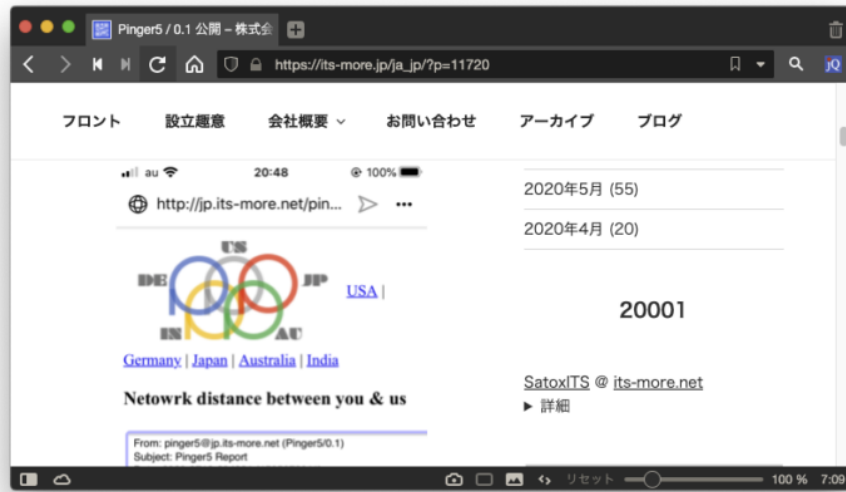 Pinger5 / 0.1 公開 – 株式会
https://its-more.jp/ja_jp/?p=11720
jQ
フロント 設立趣意 会社概要 お問い合わせ アーカイブ ブログ
au 20:48 100%
http://jp.its-more.net/pin... •••
US
DE JP
IN AU
USA |
Germany | Japan | Australia | India
Netowrk distance between you & us
From: pinger5@jp.its-more.net (Pinger5/0.1)
Subject: Pinger5 Report
2020年5月 (55)
2020年4月 (20)
20001
SatoxITS @ its-more.net
▶ 詳細
リセット 100 % 7:09